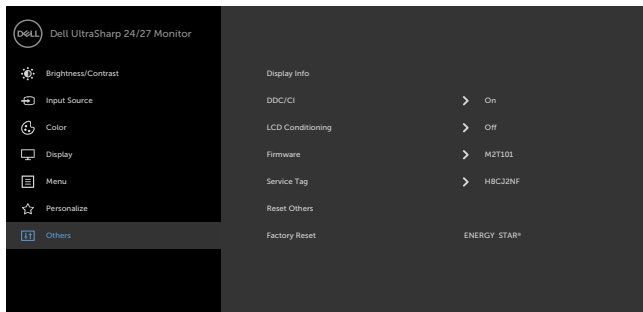 DELL Dell UltraSharp 24/27 Monitor
Brightness/Contrast Display Info
Input Source DDC/CI On
Color LCD Conditioning Off
Display Firmware M2T101
Menu Service Tag H8CJ2NF
Personalize Reset Others
Others Factory Reset ENERGY STAR®